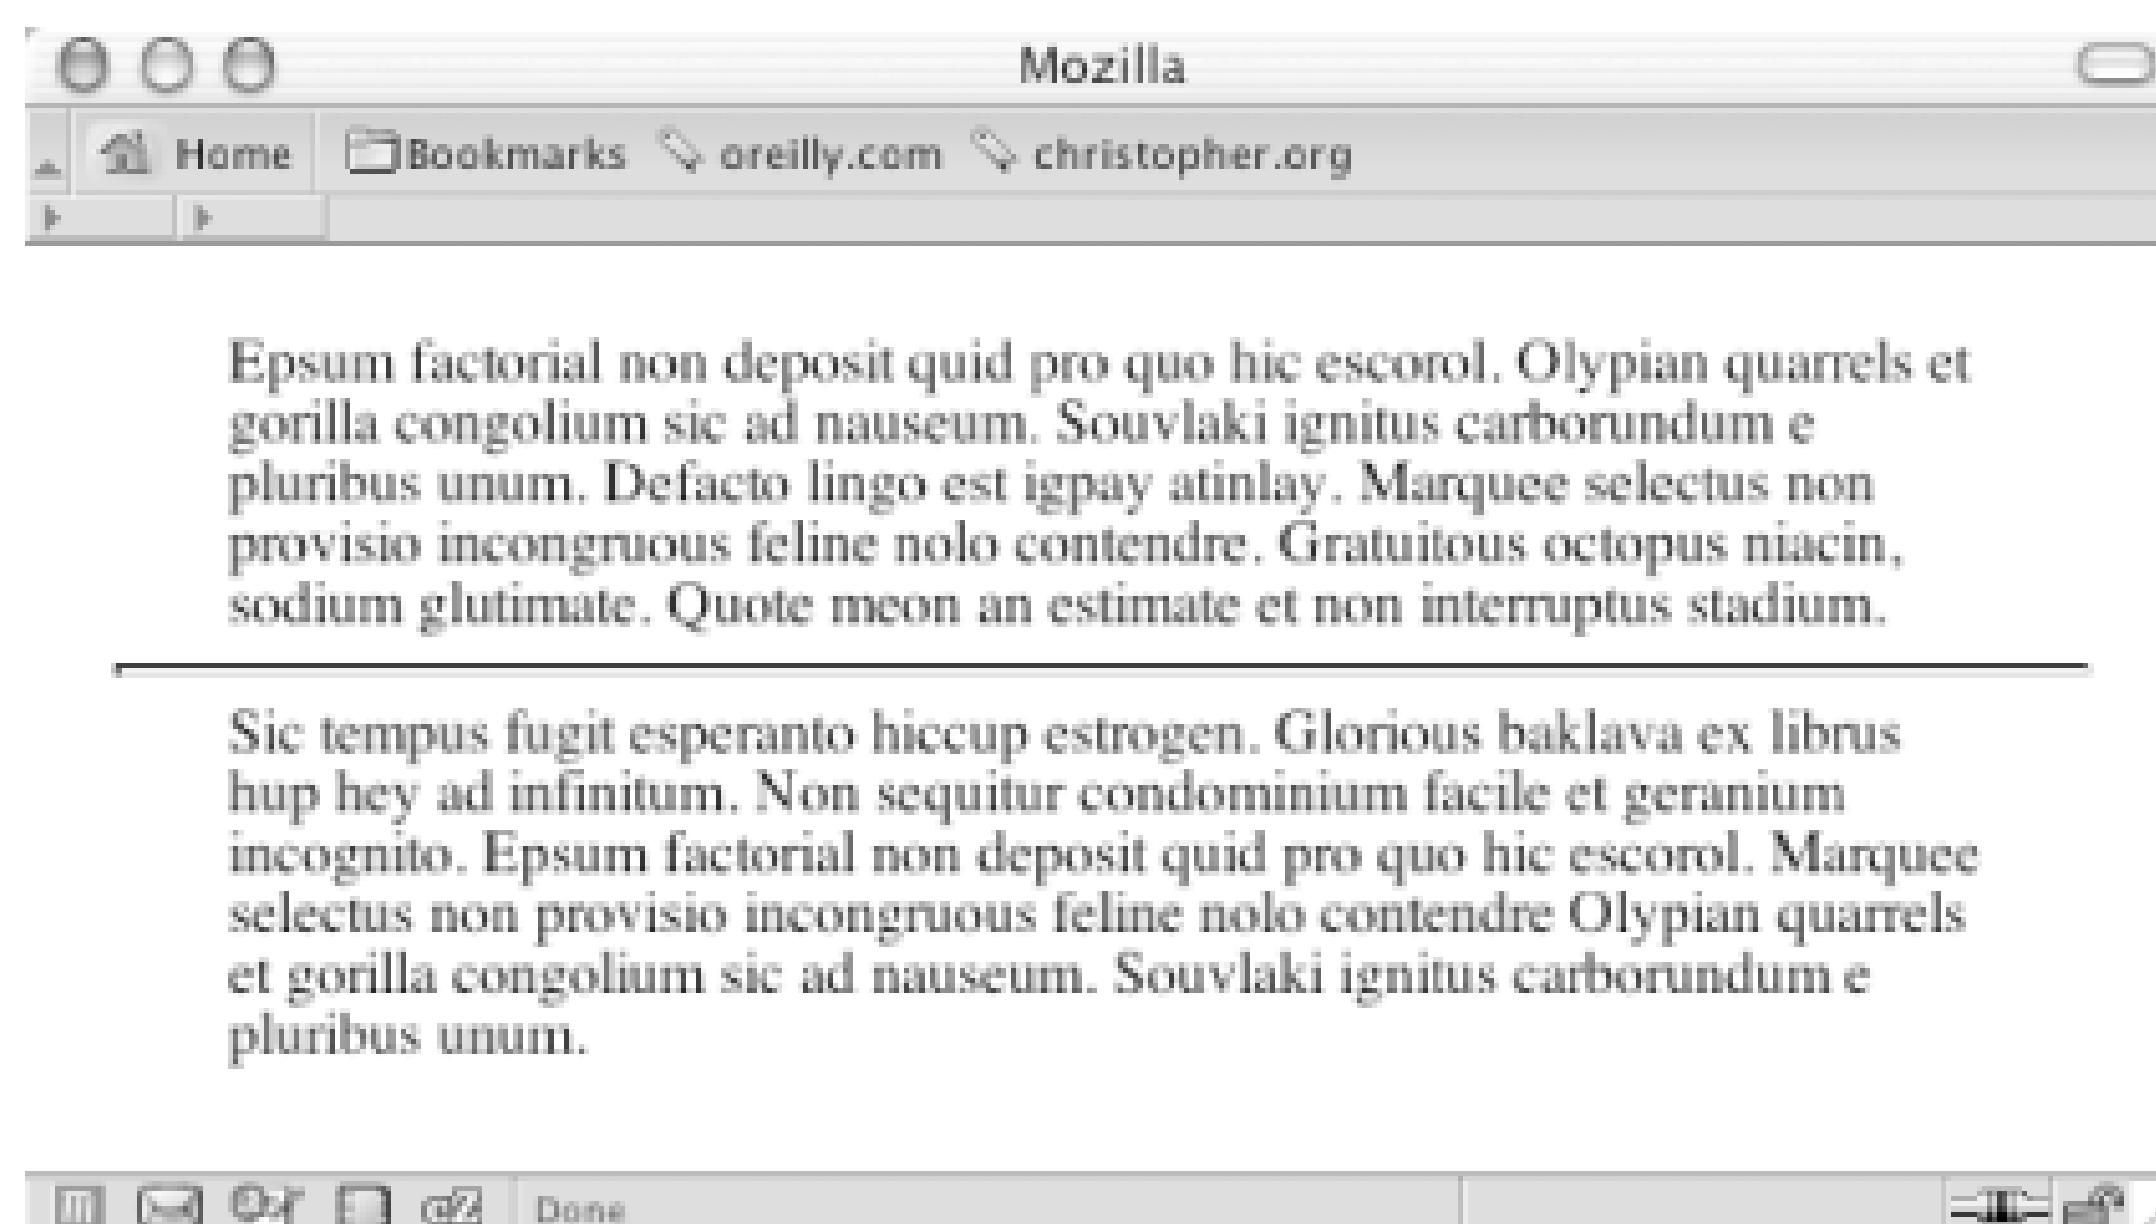 Mozilla
Home Bookmarks oreilly.com christopher.org
Epsum factorial non deposit quid pro quo hic escorol. Olypian quarrels et
gorilla congolium sic ad nauseum. Souvlaki ignitus carborundum e
pluribus unum. Defacto lingo est igpay atinlay. Marquee selectus non
provisio incongruous feline nolo contendre. Gratuitous octopus niacin,
sodium glutimate. Quote meon an estimate et non interruptus stadium.
Sic tempus fugit esperanto hiccup estrogen. Glorious baklava ex librus
hup hey ad infinitum. Non sequitur condominium facile et geranium
incognito. Epsum factorial non deposit quid pro quo hic escorol. Marquee
selectus non provisio incongruous feline nolo contendre Olypian quarrels
et gorilla congolium sic ad nauseum. Souvlaki ignitus carborundum e
pluribus unum.
Done